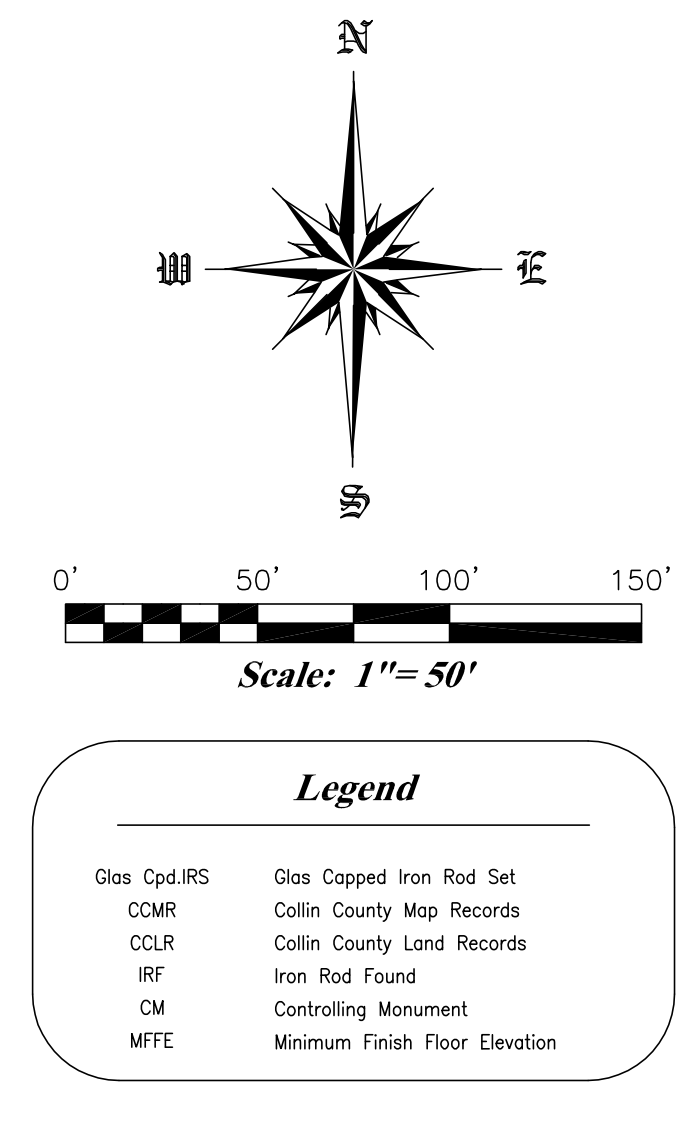 N
W E
S
0' 50' 100' 150'
Scale: 1"= 50'
Legend
Glas Cpd.IRS Glas Capped Iron Rod Set
CCMR Collin County Map Records
CCLR Collin County Land Records
IRF Iron Rod Found
CM Controlling Monument
MFFE Minimum Finish Floor Elevation